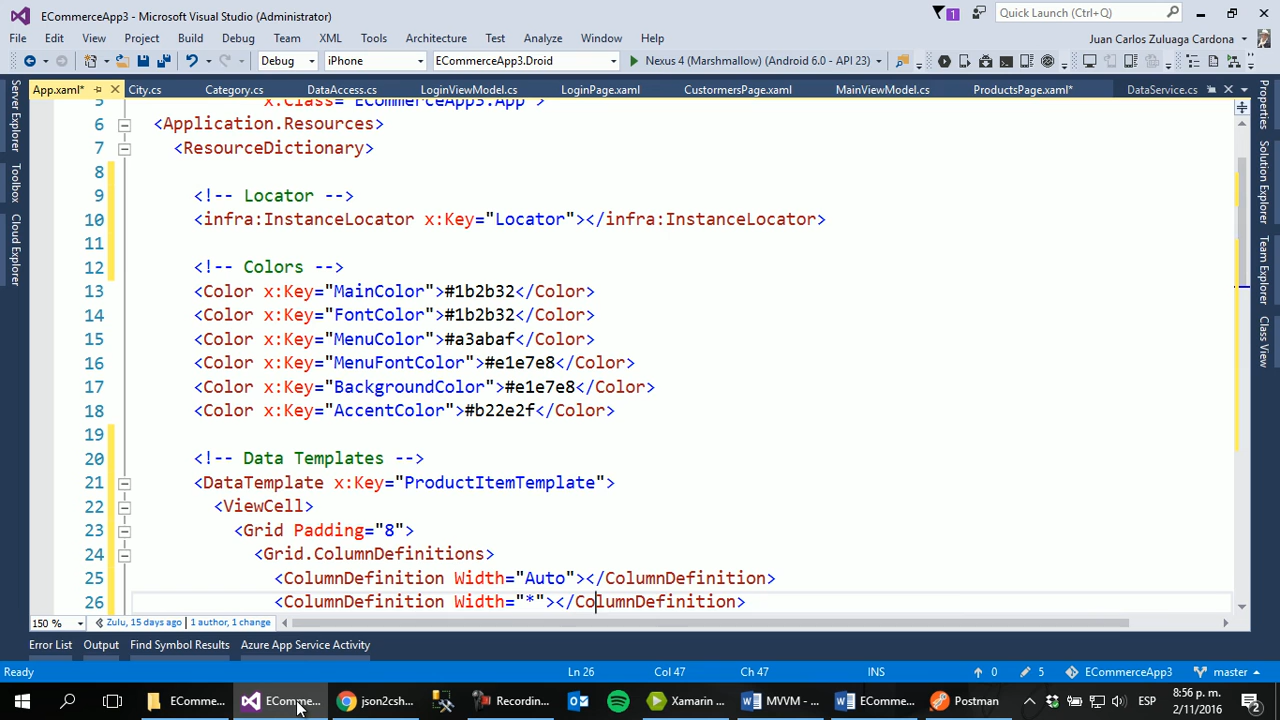 ECommerceApp3 - Microsoft Visual Studio (Administrator)
1
Quick Launch (Ctrl+Q)
File Edit View Project Build Debug Team XML Tools Architecture Test Analyze Window Help
Juan Carlos Zuluaga Cardona
Debug iPhone ECommerceApp3.Droid Nexus 4 (Marshmallow) (Android 6.0 - API 23)
App.xaml* City.cs Category.cs DataAccess.cs LoginViewModel.cs LoginPage.xaml CustormersPage.xaml MainViewModel.cs ProductsPage.xaml* DataService.cs
Server Explorer
Toolbox
Cloud Explorer
Properties
Solution Explorer
Team Explorer
Class View
5 x:Class="ECommerceApp3.App">
6 <Application.Resources>
7 <ResourceDictionary>
8
9 <!-- Locator -->
10 <infra:InstanceLocator x:Key="Locator"></infra:InstanceLocator>
11
12 <!-- Colors -->
13 <Color x:Key="MainColor">#1b2b32</Color>
14 <Color x:Key="FontColor">#1b2b32</Color>
15 <Color x:Key="MenuColor">#a3abaf</Color>
16 <Color x:Key="MenuFontColor">#e1e7e8</Color>
17 <Color x:Key="BackgroundColor">#e1e7e8</Color>
18 <Color x:Key="AccentColor">#b22e2f</Color>
19
20 <!-- Data Templates -->
21 <DataTemplate x:Key="ProductItemTemplate">
22 <ViewCell>
23 <Grid Padding="8">
24 <Grid.ColumnDefinitions>
25 <ColumnDefinition Width="Auto"></ColumnDefinition>
26 <ColumnDefinition Width="*"></ColumnDefinition>
150 % Zulu, 15 days ago | 1 author, 1 change
Error List Output Find Symbol Results Azure App Service Activity
Ready Ln 26 Col 47 Ch 47 INS 0 5 ECommerceApp3 master
ECommer... EComme... json2csh... Recordin... Xamarin ... MVVM - ... EComme... Postman ESP 8:56 p. m.
2/11/2016